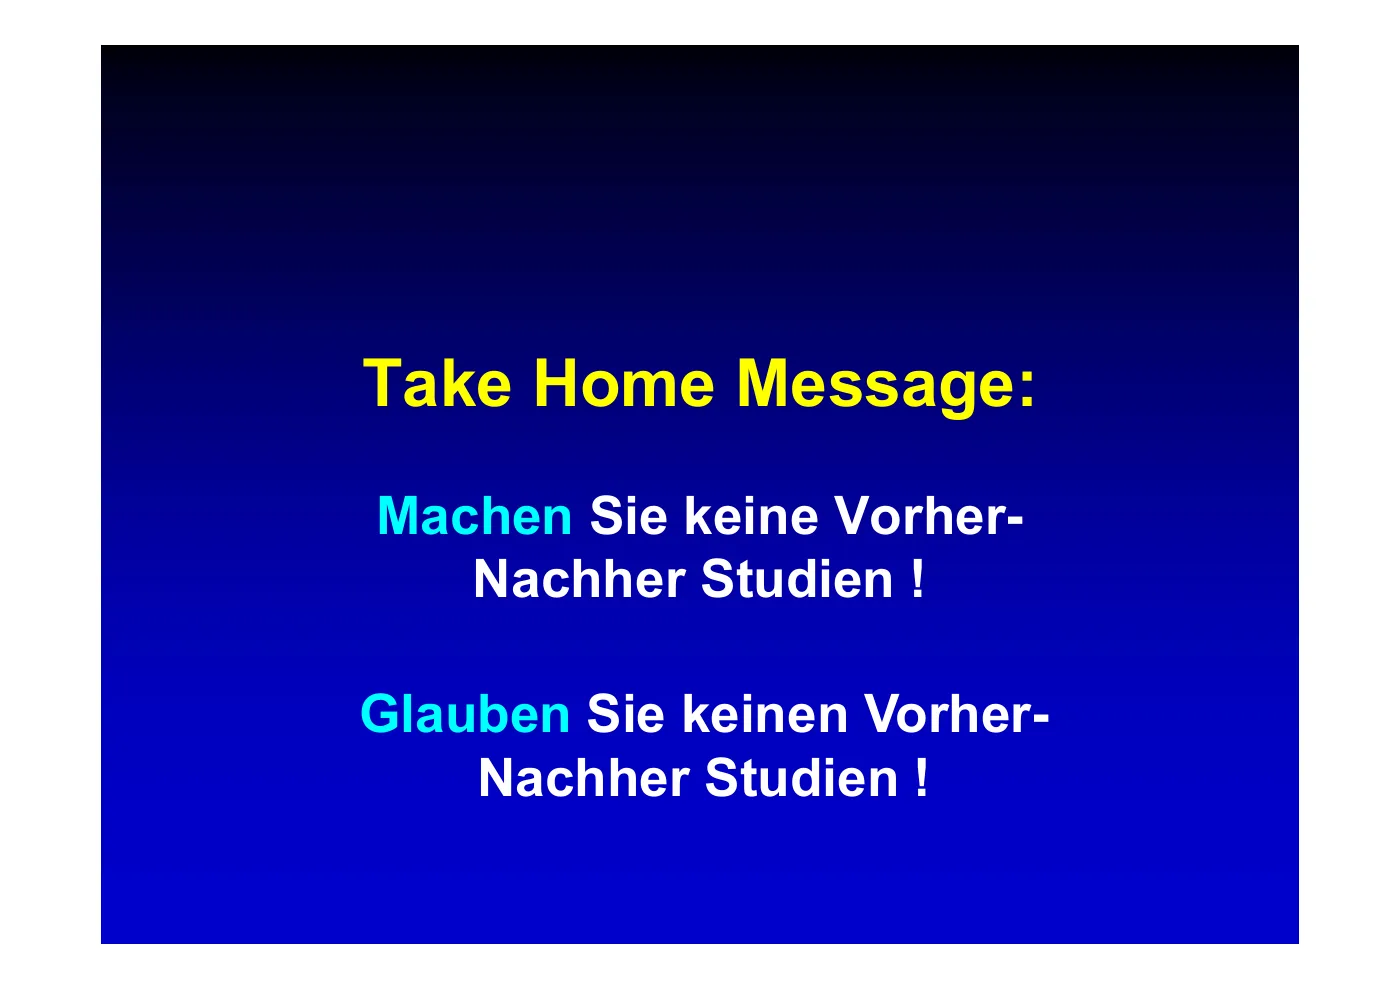 Take Home Message:
Machen Sie keine Vorher-
Nachher Studien !
Glauben Sie keinen Vorher-
Nachher Studien !